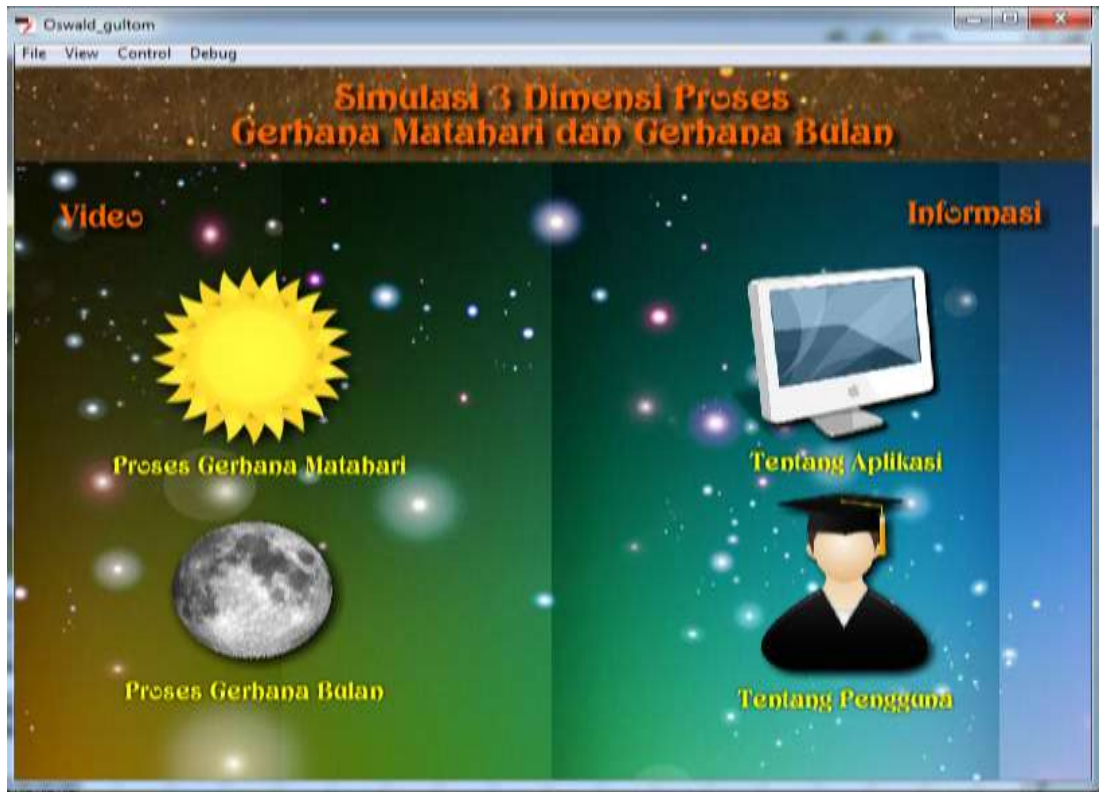 Oswald_gultom
File View Control Debug
Simulasi 3 Dimensi Proses
Gerhana Matahari dan Gerhana Bulan
Video
Informasi
Proses Gerhana Matahari
Tentang Aplikasi
Proses Gerhana Bulan
Tentang Pengguna